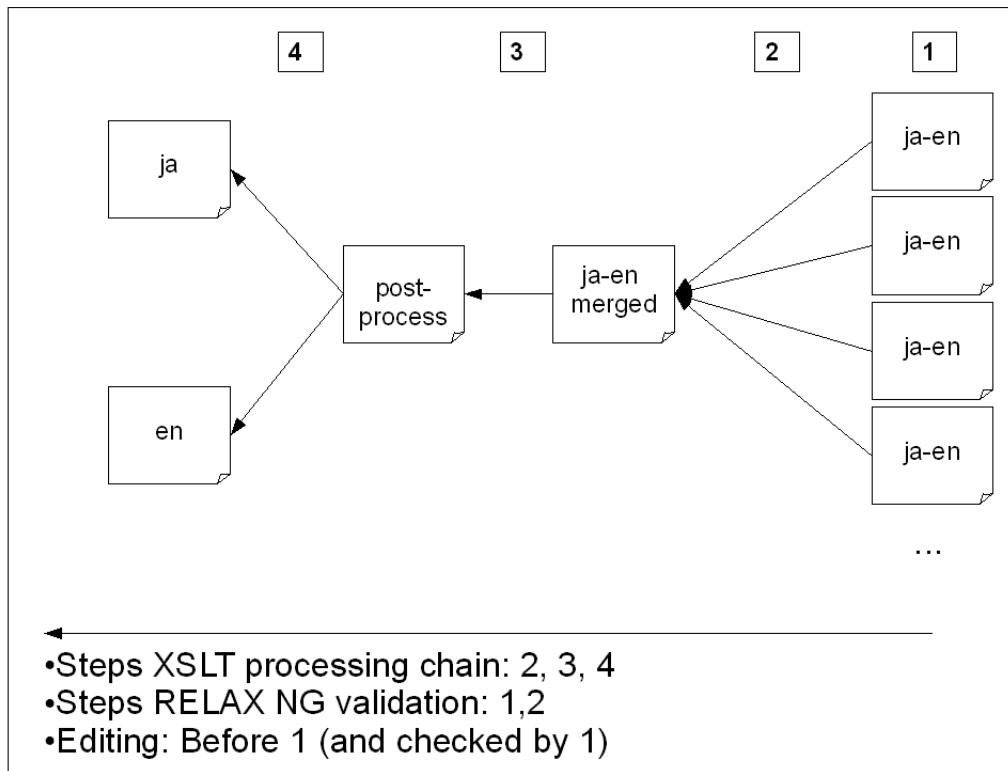 4 3 2 1
ja-en
ja
ja-en
post-
process
ja-en
merged
ja-en
en
ja-en
...
•Steps XSLT processing chain: 2, 3, 4
•Steps RELAX NG validation: 1,2
•Editing: Before 1 (and checked by 1)